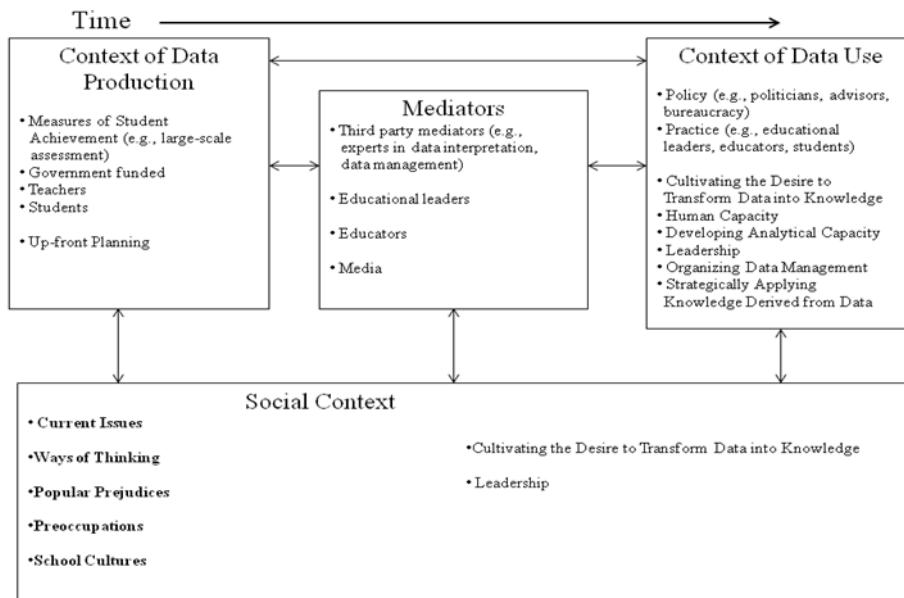 Time
Context of Data
Production
•Measures of Student
Achievement (e.g., large-scale
assessment)
•Government funded
•Teachers
•Students
•Up-front Planning
Mediators
•Third party mediators (e.g.,
experts in data interpretation,
data management)
•Educational leaders
•Educators
•Media
Context of Data Use
•Policy (e.g., politicians, advisors,
bureaucracy)
•Practice (e.g., educational
leaders, educators, students)
•Cultivating the Desire to
Transform Data into Knowledge
•Human Capacity
•Developing Analytical Capacity
•Leadership
•Organizing Data Management
•Strategically Applying
Knowledge Derived from Data
Social Context
•Current Issues
•Ways of Thinking
•Popular Prejudices
•Preoccupations
•School Cultures
•Cultivating the Desire to Transform Data into Knowledge
•Leadership